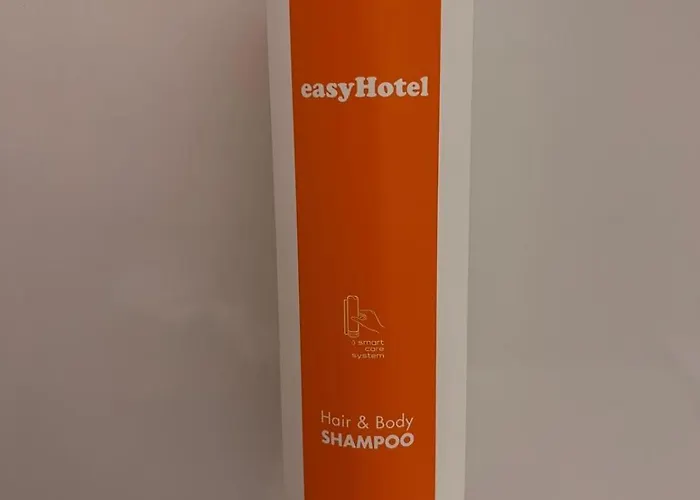 easyHotel
smart
care
system
Hair & Body
SHAMPOO